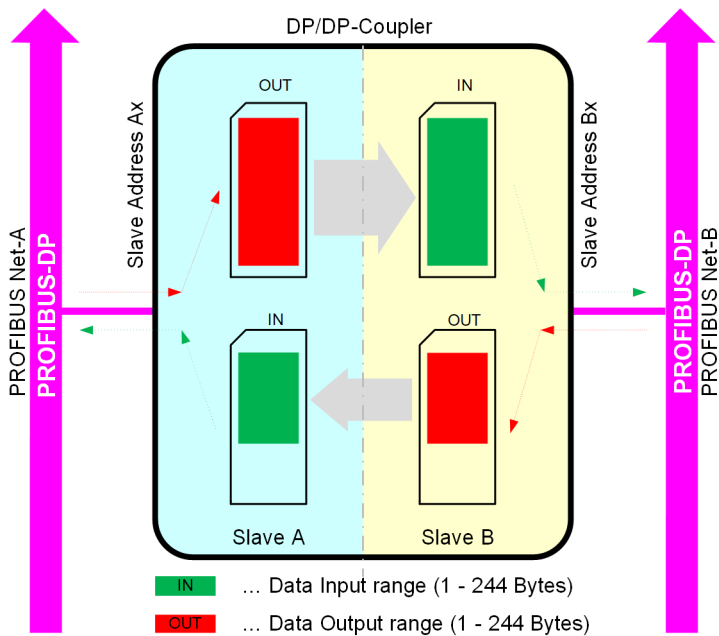 DP/DP-Coupler
OUT
IN
Slave Address Ax
Slave Address Bx
PROFIBUS Net-A
PROFIBUS-DP
PROFIBUS-DP
PROFIBUS Net-B
IN
OUT
Slave A
Slave B
IN ... Data Input range (1 - 244 Bytes)
OUT ... Data Output range (1 - 244 Bytes)